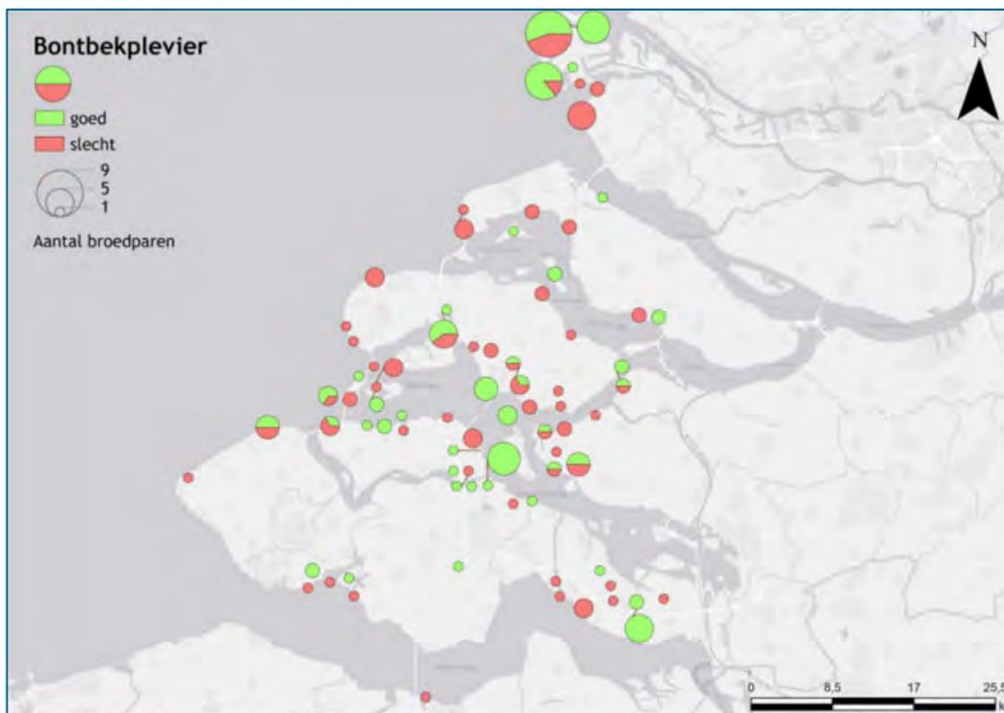 Bontbekplevier
N
goed
slecht
9
5
1
Aantal broedparen
0 8,5 17 25,5